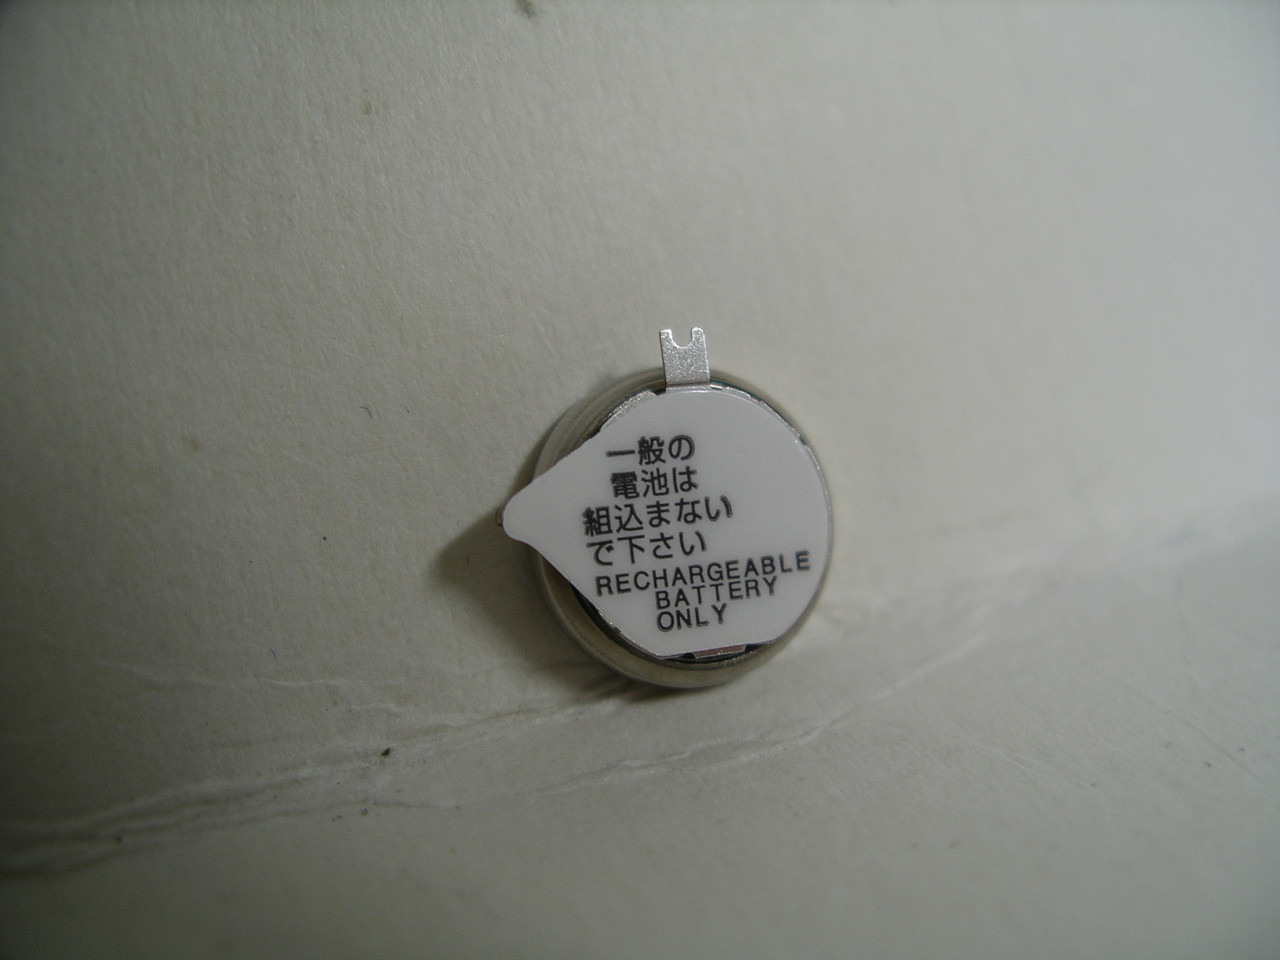 一般の
電池は
組込まない
で下さい
RECHARGEABLE
BATTERY
ONLY